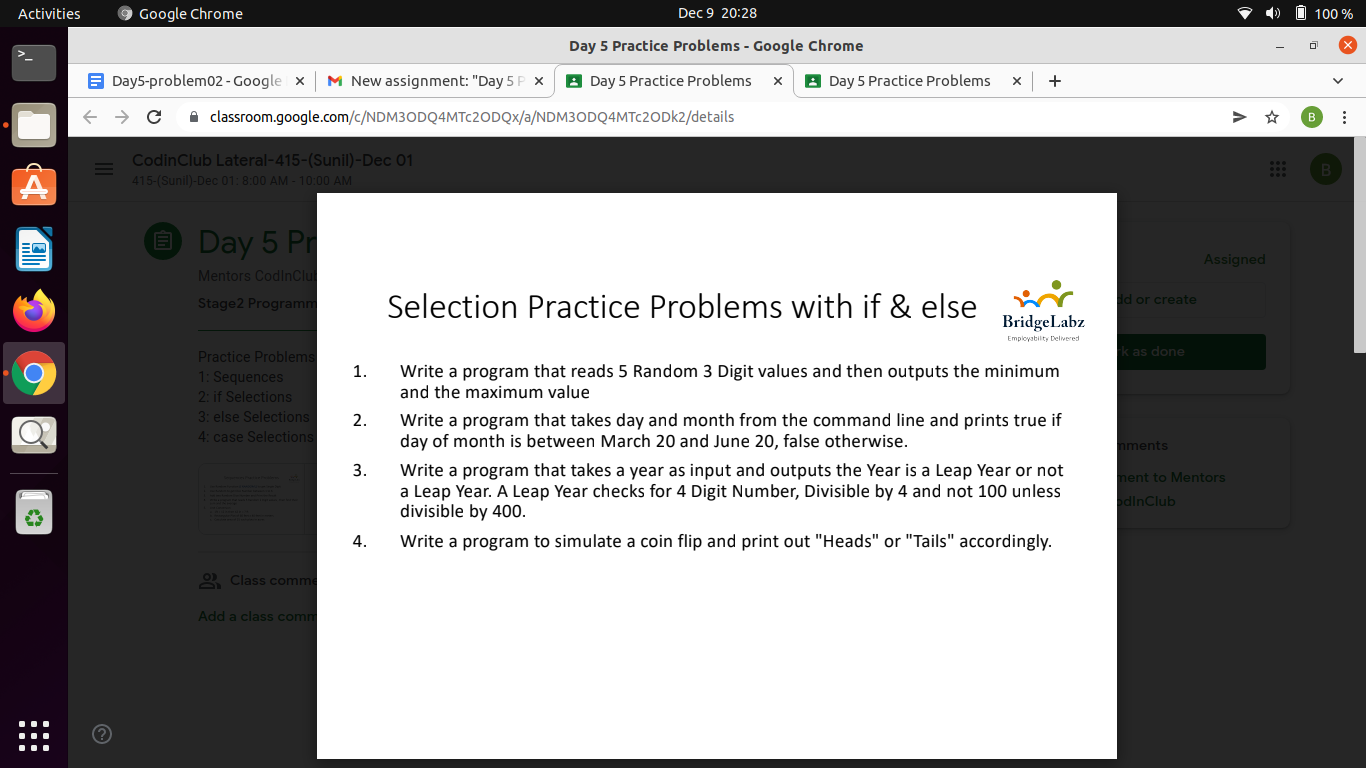 Activities
Google Chrome
Dec 9 20:28
100 %
Day 5 Practice Problems - Google Chrome
Day5-problem02 - Google
New assignment: "Day 5 P
Day 5 Practice Problems
Day 5 Practice Problems
classroom.google.com/c/NDM3ODQ4MTc2ODQx/a/NDM3ODQ4MTc2ODk2/details
B
CodinClub Lateral-415-(Sunil)-Dec 01
415-(Sunil)-Dec 01: 8:00 AM - 10:00 AM
B
Day 5 Pr
Mentors CodInClub
Stage2 Programm
Practice Problems
1: Sequences
2: if Selections
3: else Selections
4: case Selections
Class comme
Add a class comm
Assigned
dd or create
k as done
mments
ment to Mentors
odInClub
Selection Practice Problems with if & else
BridgeLabz
Employability Delivered
1. Write a program that reads 5 Random 3 Digit values and then outputs the minimum
and the maximum value
2. Write a program that takes day and month from the command line and prints true if
day of month is between March 20 and June 20, false otherwise.
3. Write a program that takes a year as input and outputs the Year is a Leap Year or not
a Leap Year. A Leap Year checks for 4 Digit Number, Divisible by 4 and not 100 unless
divisible by 400.
4. Write a program to simulate a coin flip and print out "Heads" or "Tails" accordingly.